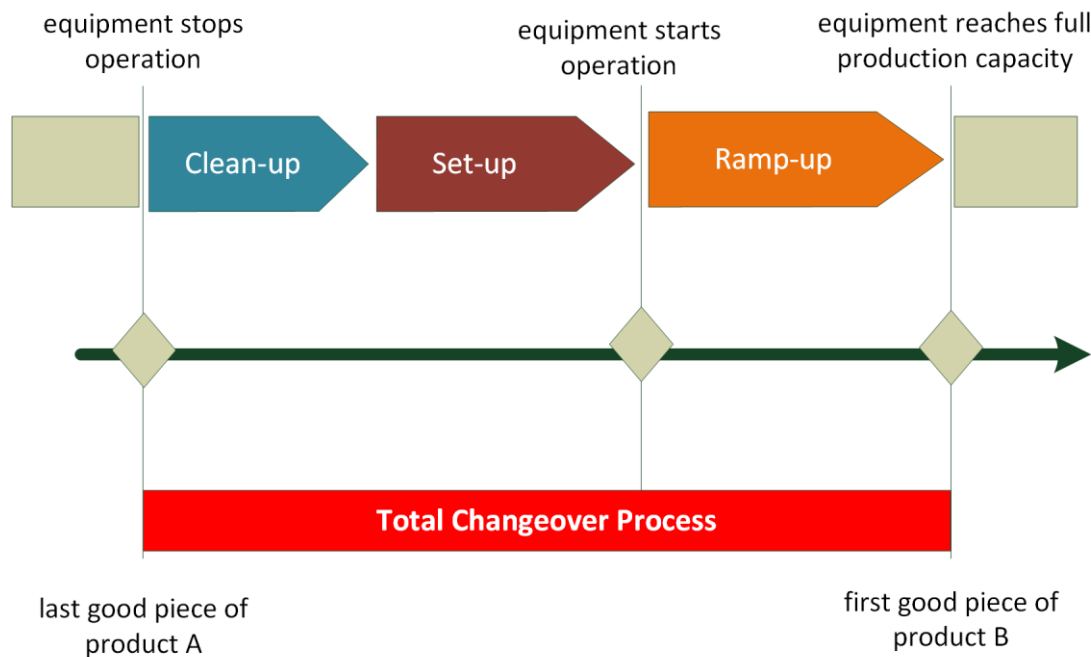 equipment stops
operation
equipment starts
operation
equipment reaches full
production capacity
Clean-up
Set-up
Ramp-up
Total Changeover Process
last good piece of
product A
first good piece of
product B